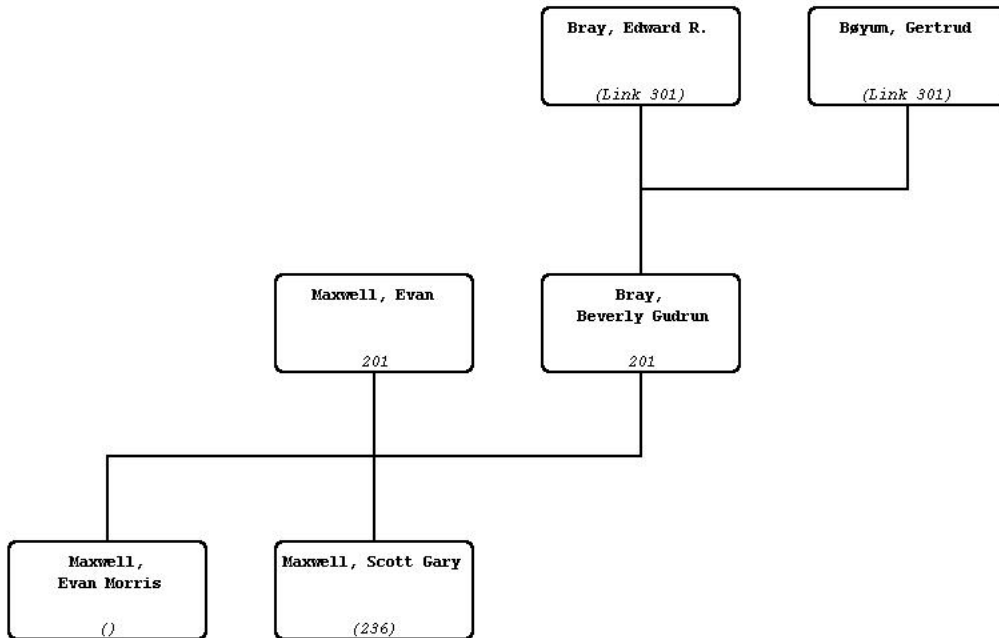 Bray, Edward R.
(Link 301)
Bøyum, Gertrud
(Link 301)
Maxwell, Evan
201
Bray,
Beverly Gudrun
201
Maxwell,
Evan Morris
()
Maxwell, Scott Gary
(236)